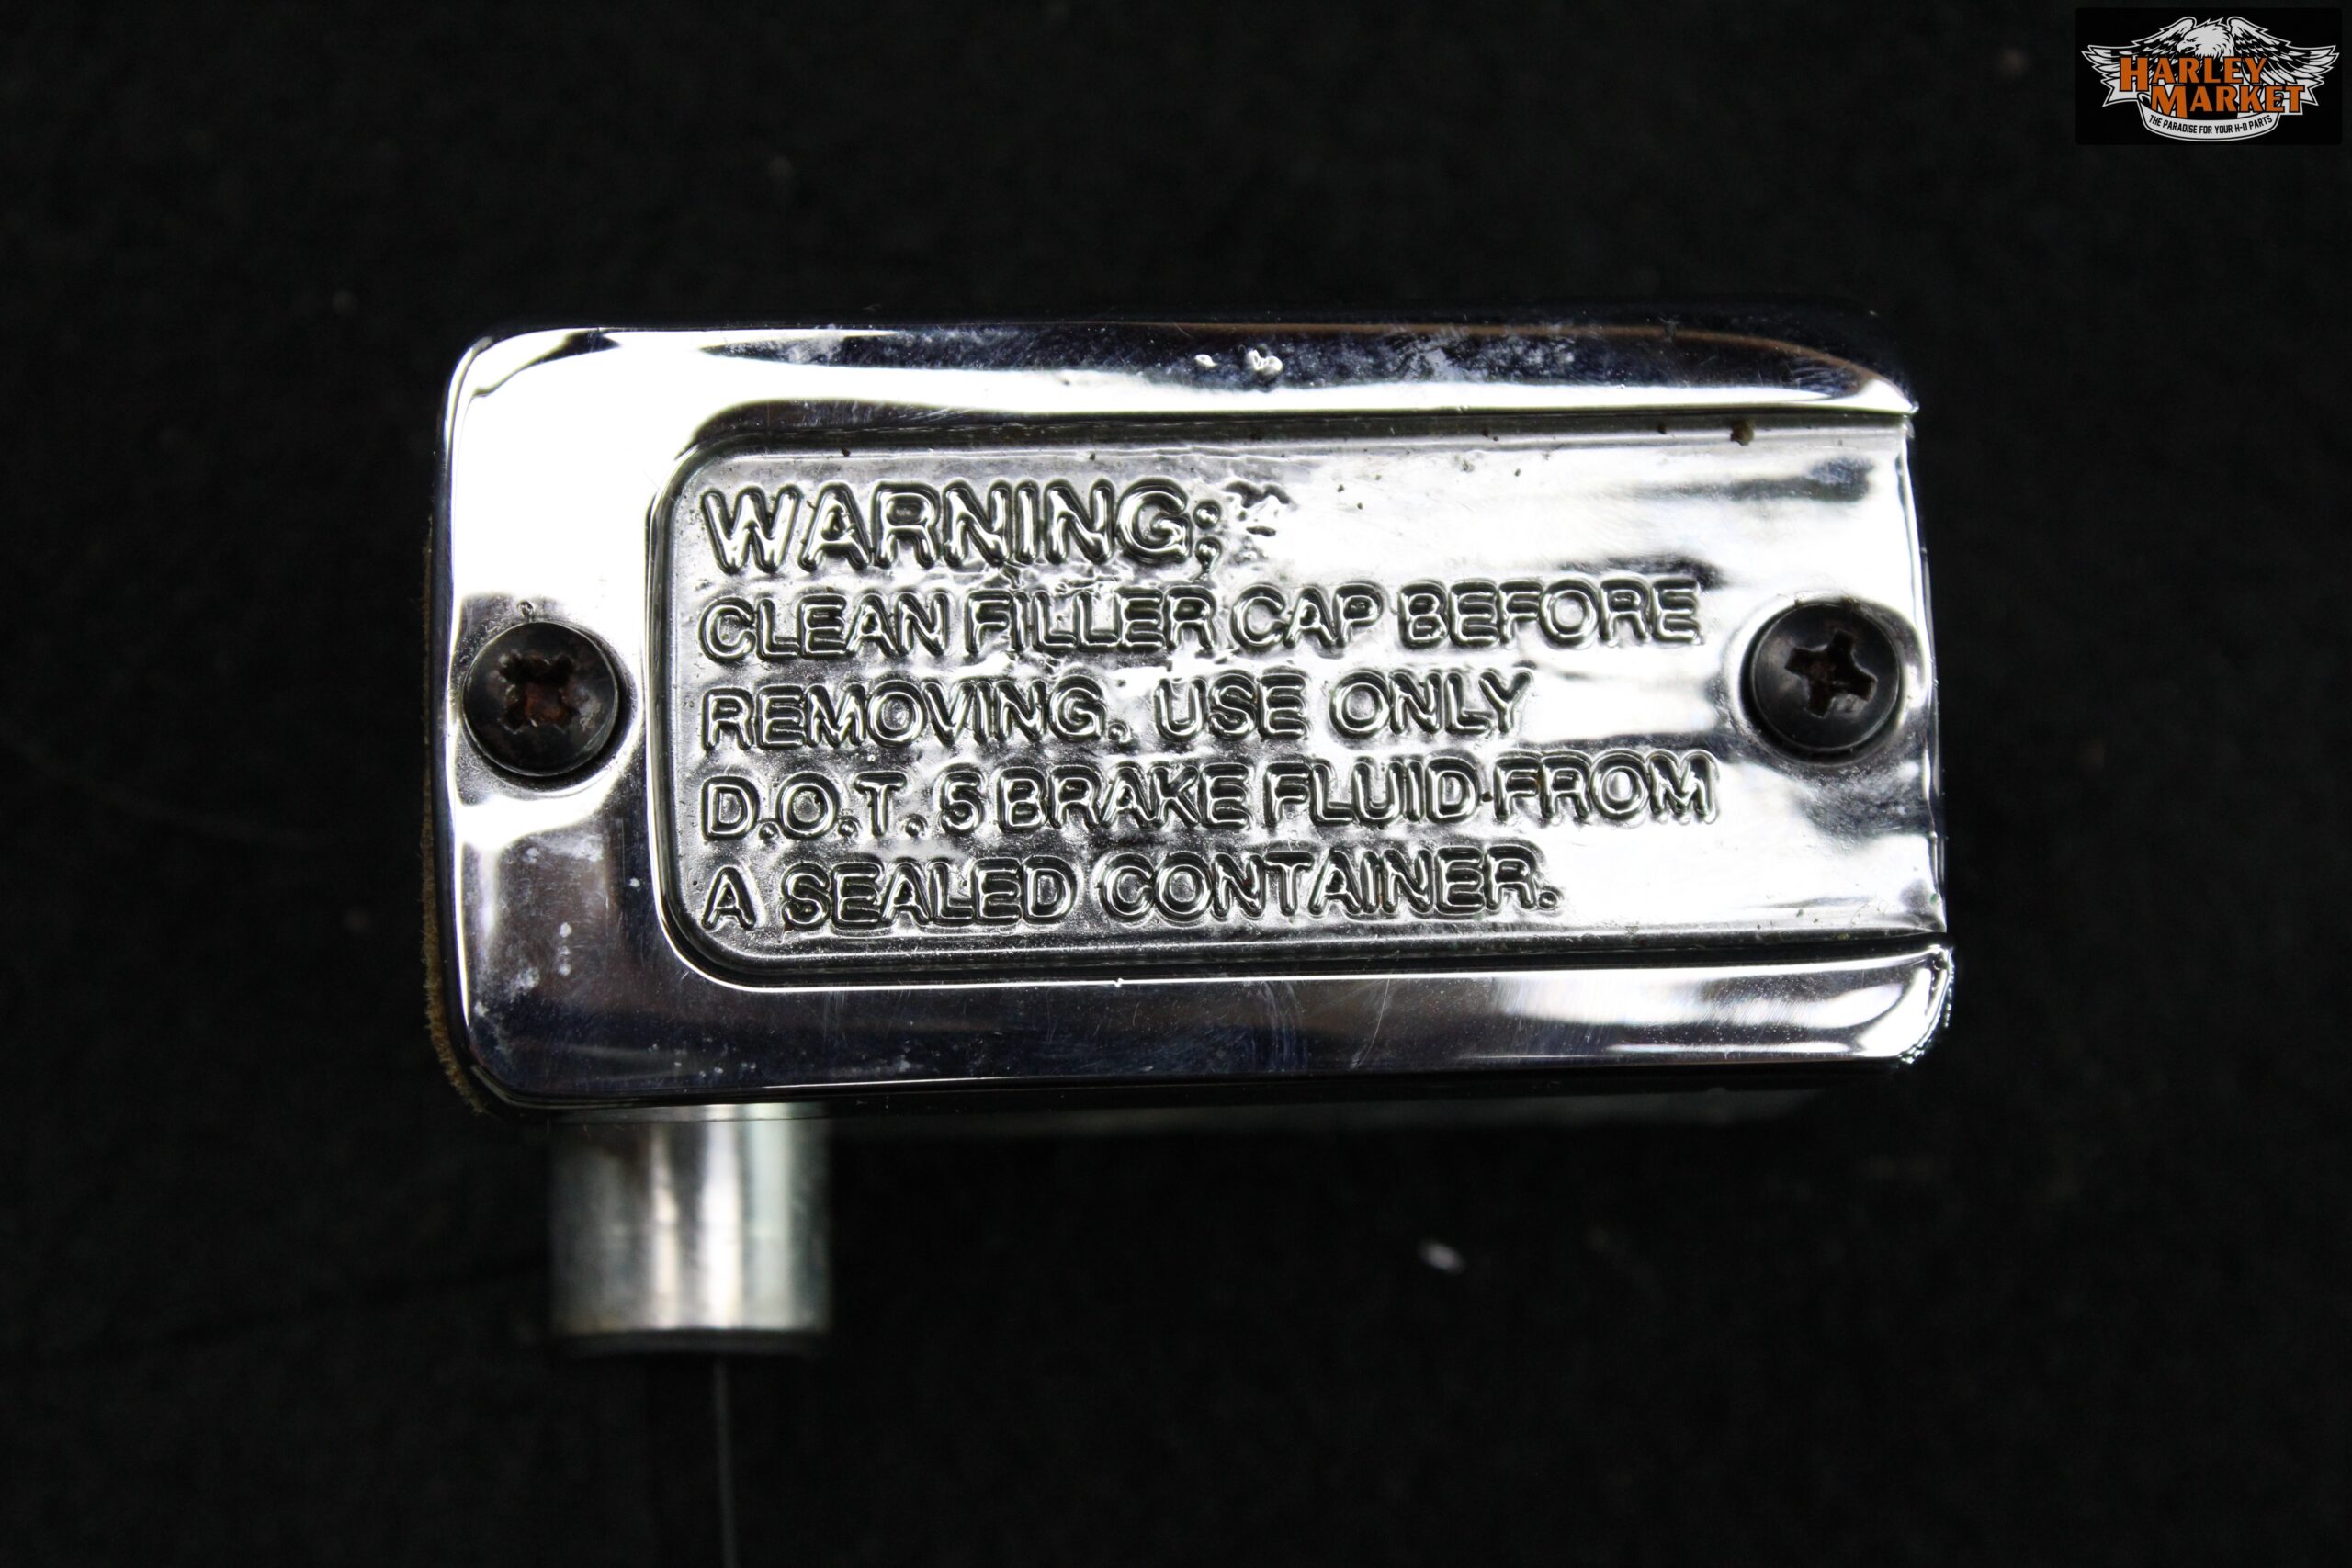 HARLEY
MARKET
THE PARADISE FOR YOUR H-D PARTS
WARNING:
CLEAN FILLER CAP BEFORE
REMOVING. USE ONLY
D.O.T. 5 BRAKE FLUID FROM
A SEALED CONTAINER.